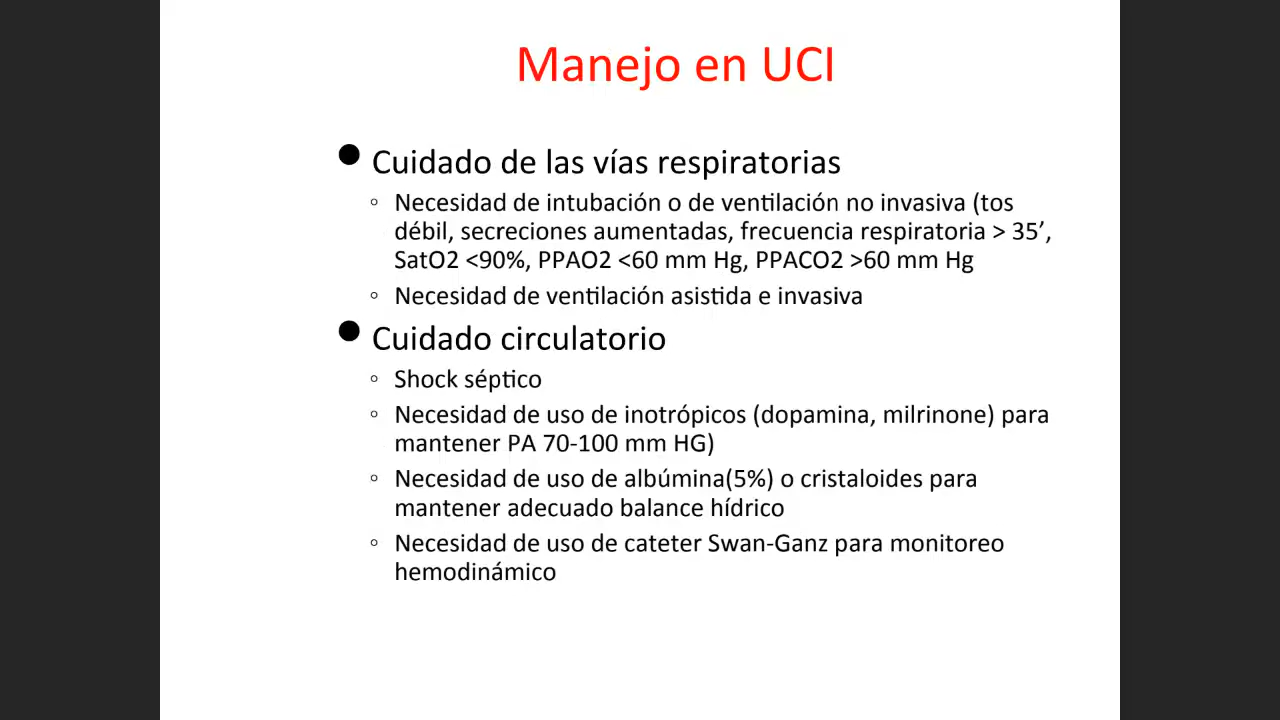 Manejo en UCI
● Cuidado de las vías respiratorias
◦ Necesidad de intubación o de ventilación no invasiva (tos
débil, secreciones aumentadas, frecuencia respiratoria > 35’,
SatO2 <90%, PPAO2 <60 mm Hg, PPACO2 >60 mm Hg
◦ Necesidad de ventilación asistida e invasiva
● Cuidado circulatorio
◦ Shock séptico
◦ Necesidad de uso de inotrópicos (dopamina, milrinone) para
mantener PA 70-100 mm HG)
◦ Necesidad de uso de albúmina(5%) o cristaloides para
mantener adecuado balance hídrico
◦ Necesidad de uso de cateter Swan-Ganz para monitoreo
hemodinámico